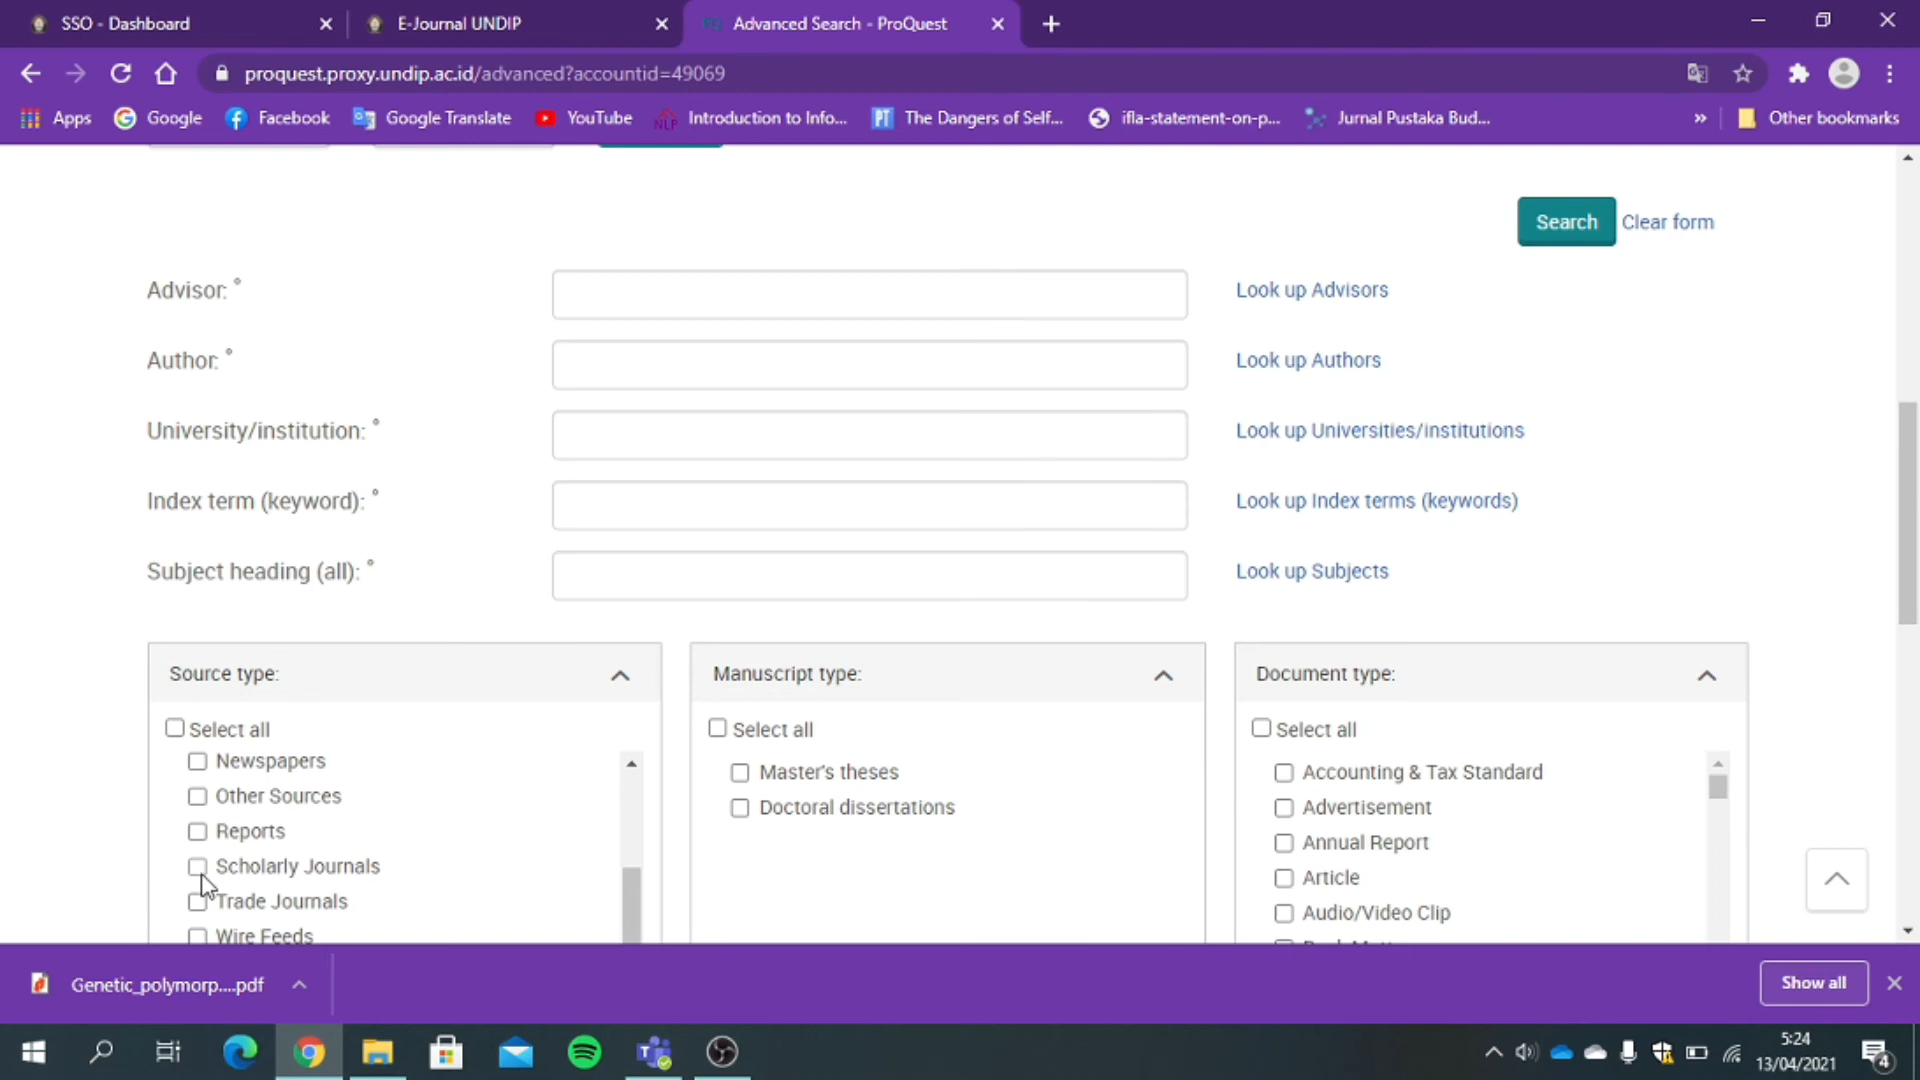 SSO - Dashboard
E-Journal UNDIP
Advanced Search - ProQuest
proquest.proxy.undip.ac.id/advanced?accountid=49069
Apps
Google
Facebook
Google Translate
YouTube
NLP
Introduction to Info...
PT
The Dangers of Self...
ifla-statement-on-p...
Jurnal Pustaka Bud...
»
Other bookmarks
Search
Clear form
Advisor: °
Look up Advisors
Author: °
Look up Authors
University/institution: °
Look up Universities/institutions
Index term (keyword): °
Look up Index terms (keywords)
Subject heading (all): °
Look up Subjects
Source type:
Select all
Newspapers
Other Sources
Reports
Scholarly Journals
Trade Journals
Wire Feeds
Manuscript type:
Select all
Master's theses
Doctoral dissertations
Document type:
Select all
Accounting & Tax Standard
Advertisement
Annual Report
Article
Audio/Video Clip
Genetic_polymorp....pdf
Show all
5:24
13/04/2021
4